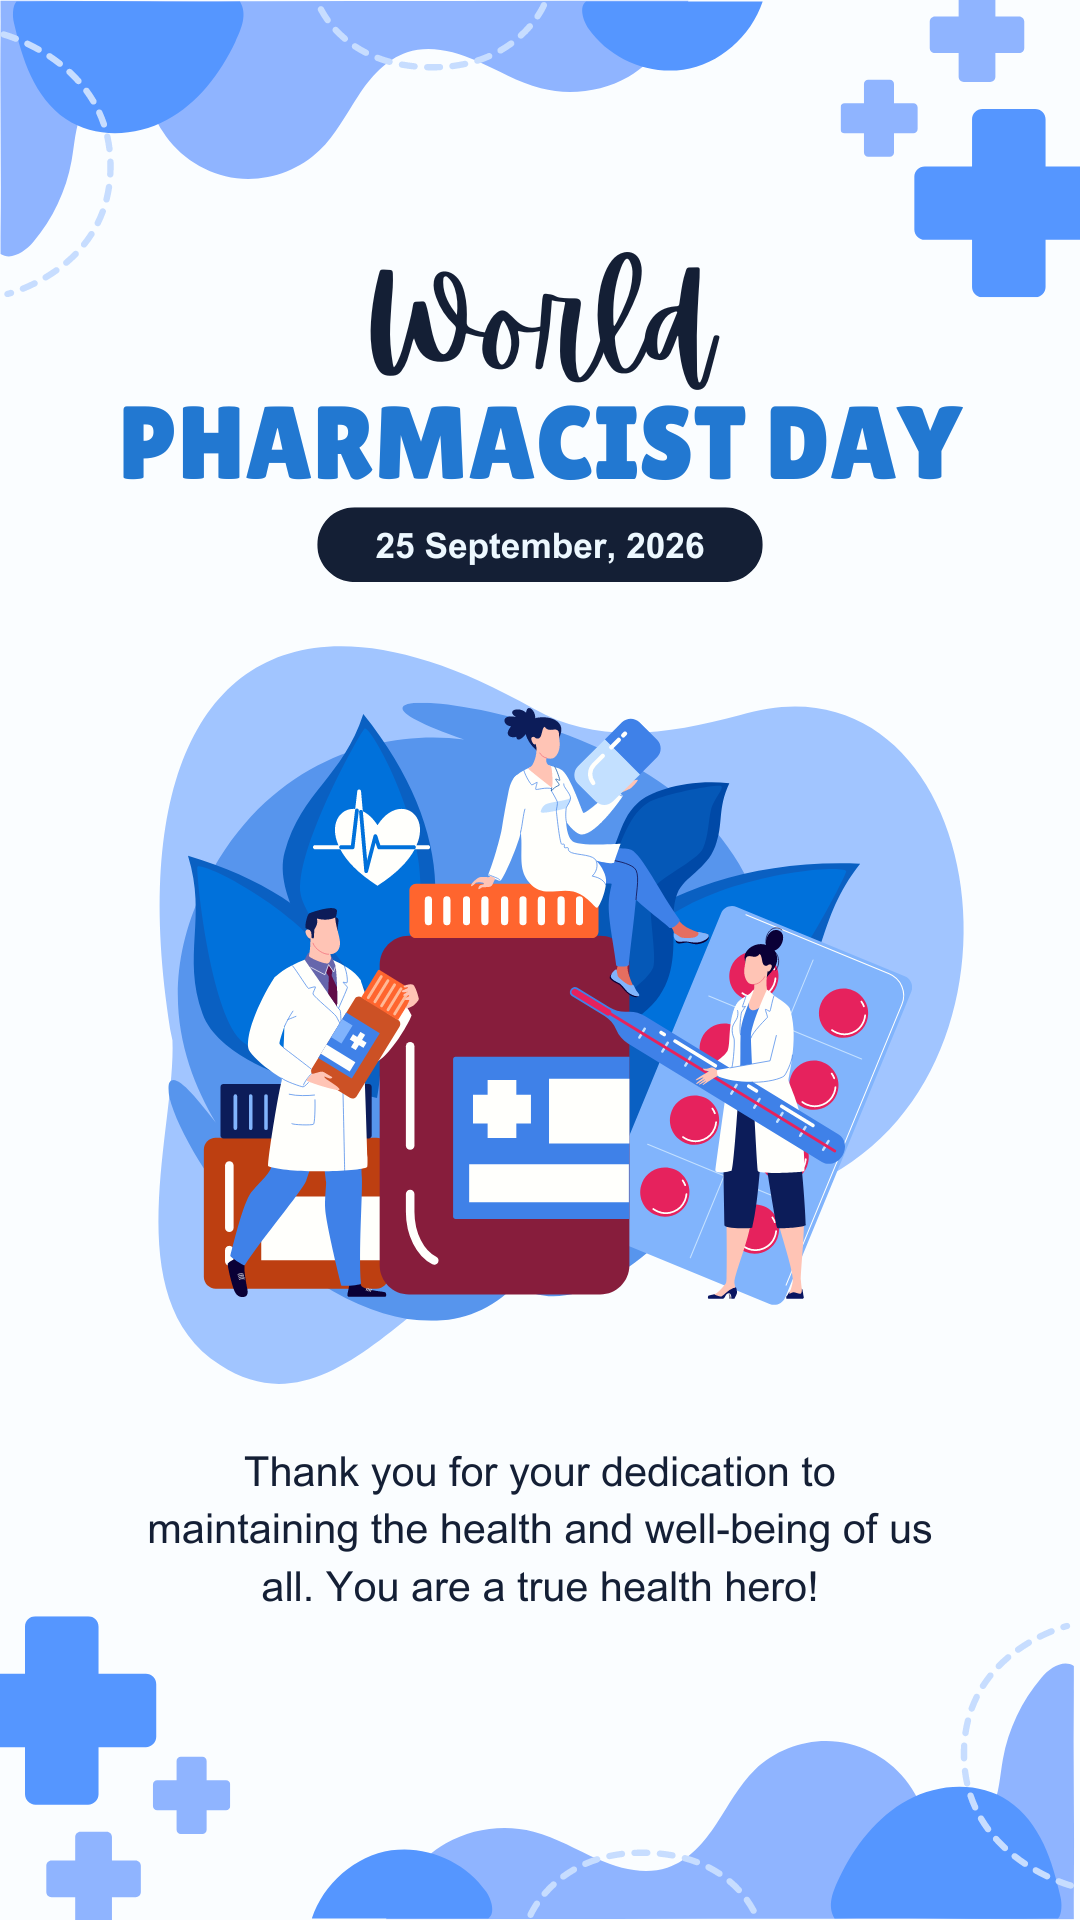 World
PHARMACIST DAY
25 September, 2026
Thank you for your dedication to
maintaining the health and well-being of us
all. You are a true health hero!